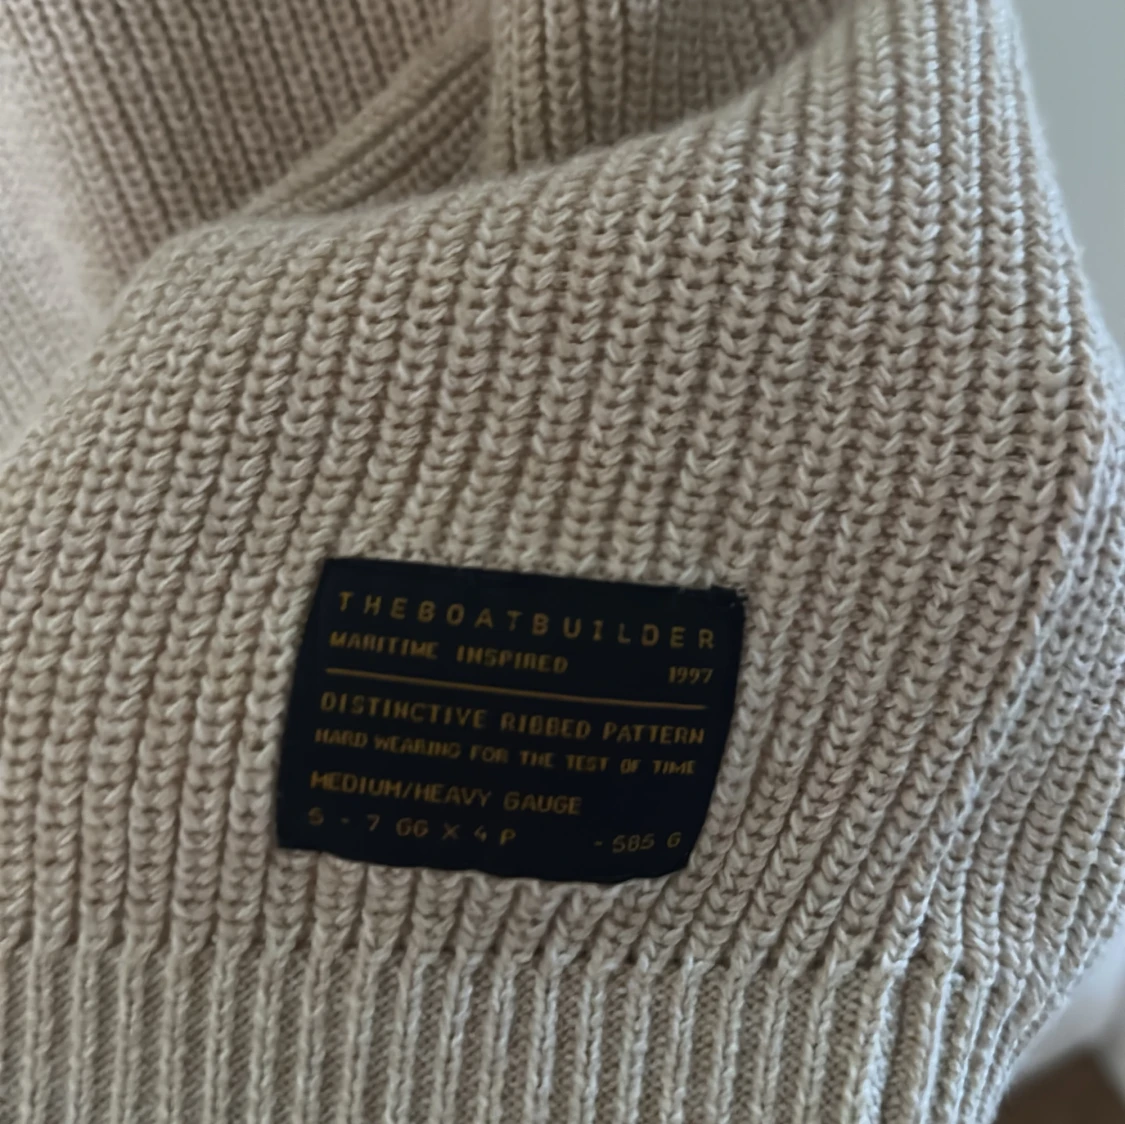 THEBOATBUILDER
MARITIME INSPIRED 1997
DISTINCTIVE RIBBED PATTERN
HARD WEARING FOR THE TEST OF TIME
MEDIUM/HEAVY GAUGE
5 - 7 GG X 4 P - 585 G